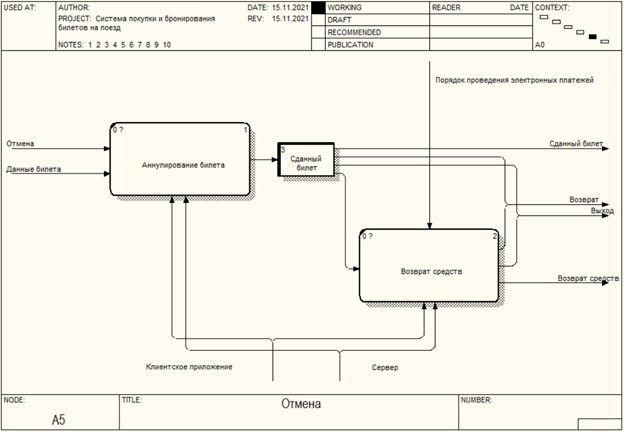 USED AT:
AUTHOR:
DATE: 15.11.2021
WORKING
READER
DATE
CONTEXT:
PROJECT: Система покупки и бронирования
билетов на поезд
REV: 15.11.2021
DRAFT
RECOMMENDED
NOTES: 1 2 3 4 5 6 7 8 9 10
PUBLICATION
A0
Порядок проведения электронных платежей
0 ?
1
Отмена
Аннулирование билета
3
Сданный
билет
Сданный билет
Данные билета
Возврат
Выход
0 ?
2
Возврат средств
Возврат средств
Клиентское приложение
Сервер
NODE:
TITLE:
NUMBER:
A5
Отмена